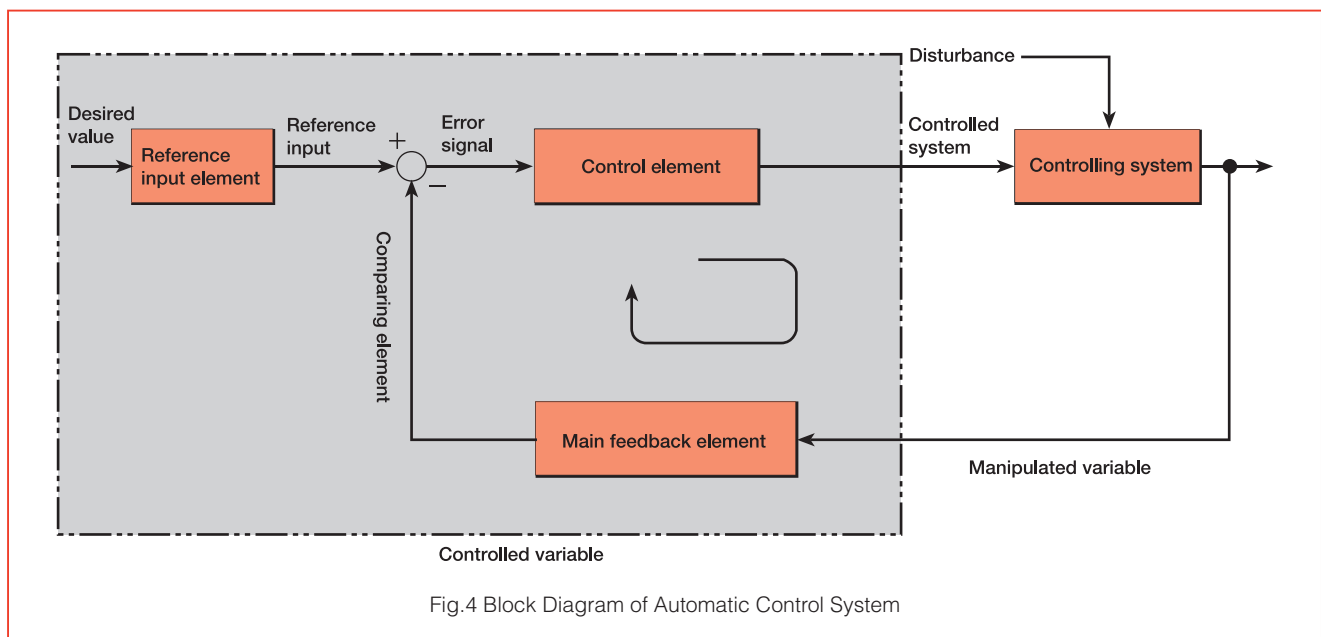 Disturbance
Desired
value
Reference
input
Error
signal
Controlled
system
+
−
Reference
input element
Control element
Controlling system
Comparing element
Main feedback element
Manipulated variable
Controlled variable
Fig.4 Block Diagram of Automatic Control System